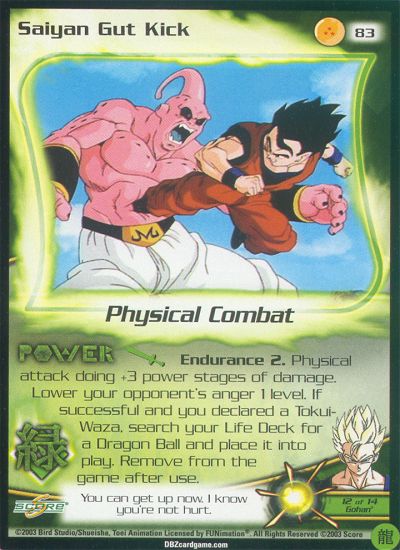 Saiyan Gut Kick
83
Physical Combat
POWER Endurance 2. Physical
attack doing +3 power stages of damage.
Lower your opponent's anger 1 level. If
successful and you declared a Tokui-
Waza, search your Life Deck for
a Dragon Ball and place it into
play. Remove from the
game after use.
緑
You can get up now. I know
you're not hurt.
SCORE
12 of 14
Gohan
龍
©2003 Bird Studio/Shueisha, Toei Animation Licensed by FUNimation® Productions, Ltd. All Rights Reserved ©2003 Score
DBZcardgame.com